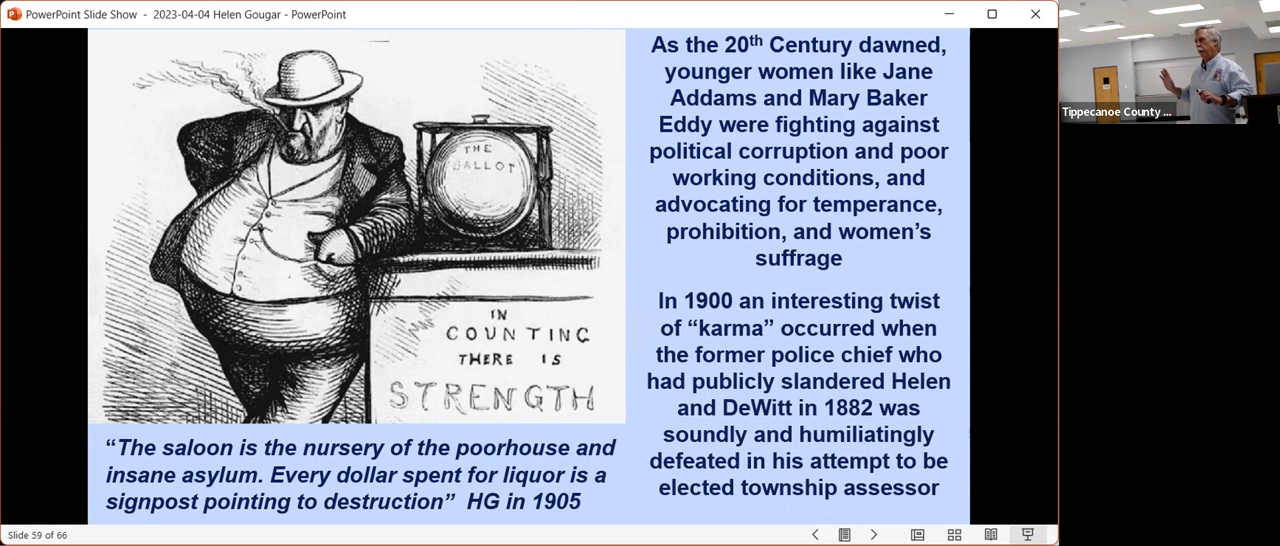 PowerPoint Slide Show - 2023-04-04 Helen Gougar - PowerPoint
THE
BALLOT
IN
COUNTING
THERE IS
STRENGTH
“The saloon is the nursery of the poorhouse and
insane asylum. Every dollar spent for liquor is a
signpost pointing to destruction” HG in 1905
As the 20th Century dawned,
younger women like Jane
Addams and Mary Baker
Eddy were fighting against
political corruption and poor
working conditions, and
advocating for temperance,
prohibition, and women’s
suffrage
In 1900 an interesting twist
of “karma” occurred when
the former police chief who
had publicly slandered Helen
and DeWitt in 1882 was
soundly and humiliatingly
defeated in his attempt to be
elected township assessor
Tippecanoe County ...
Slide 59 of 66